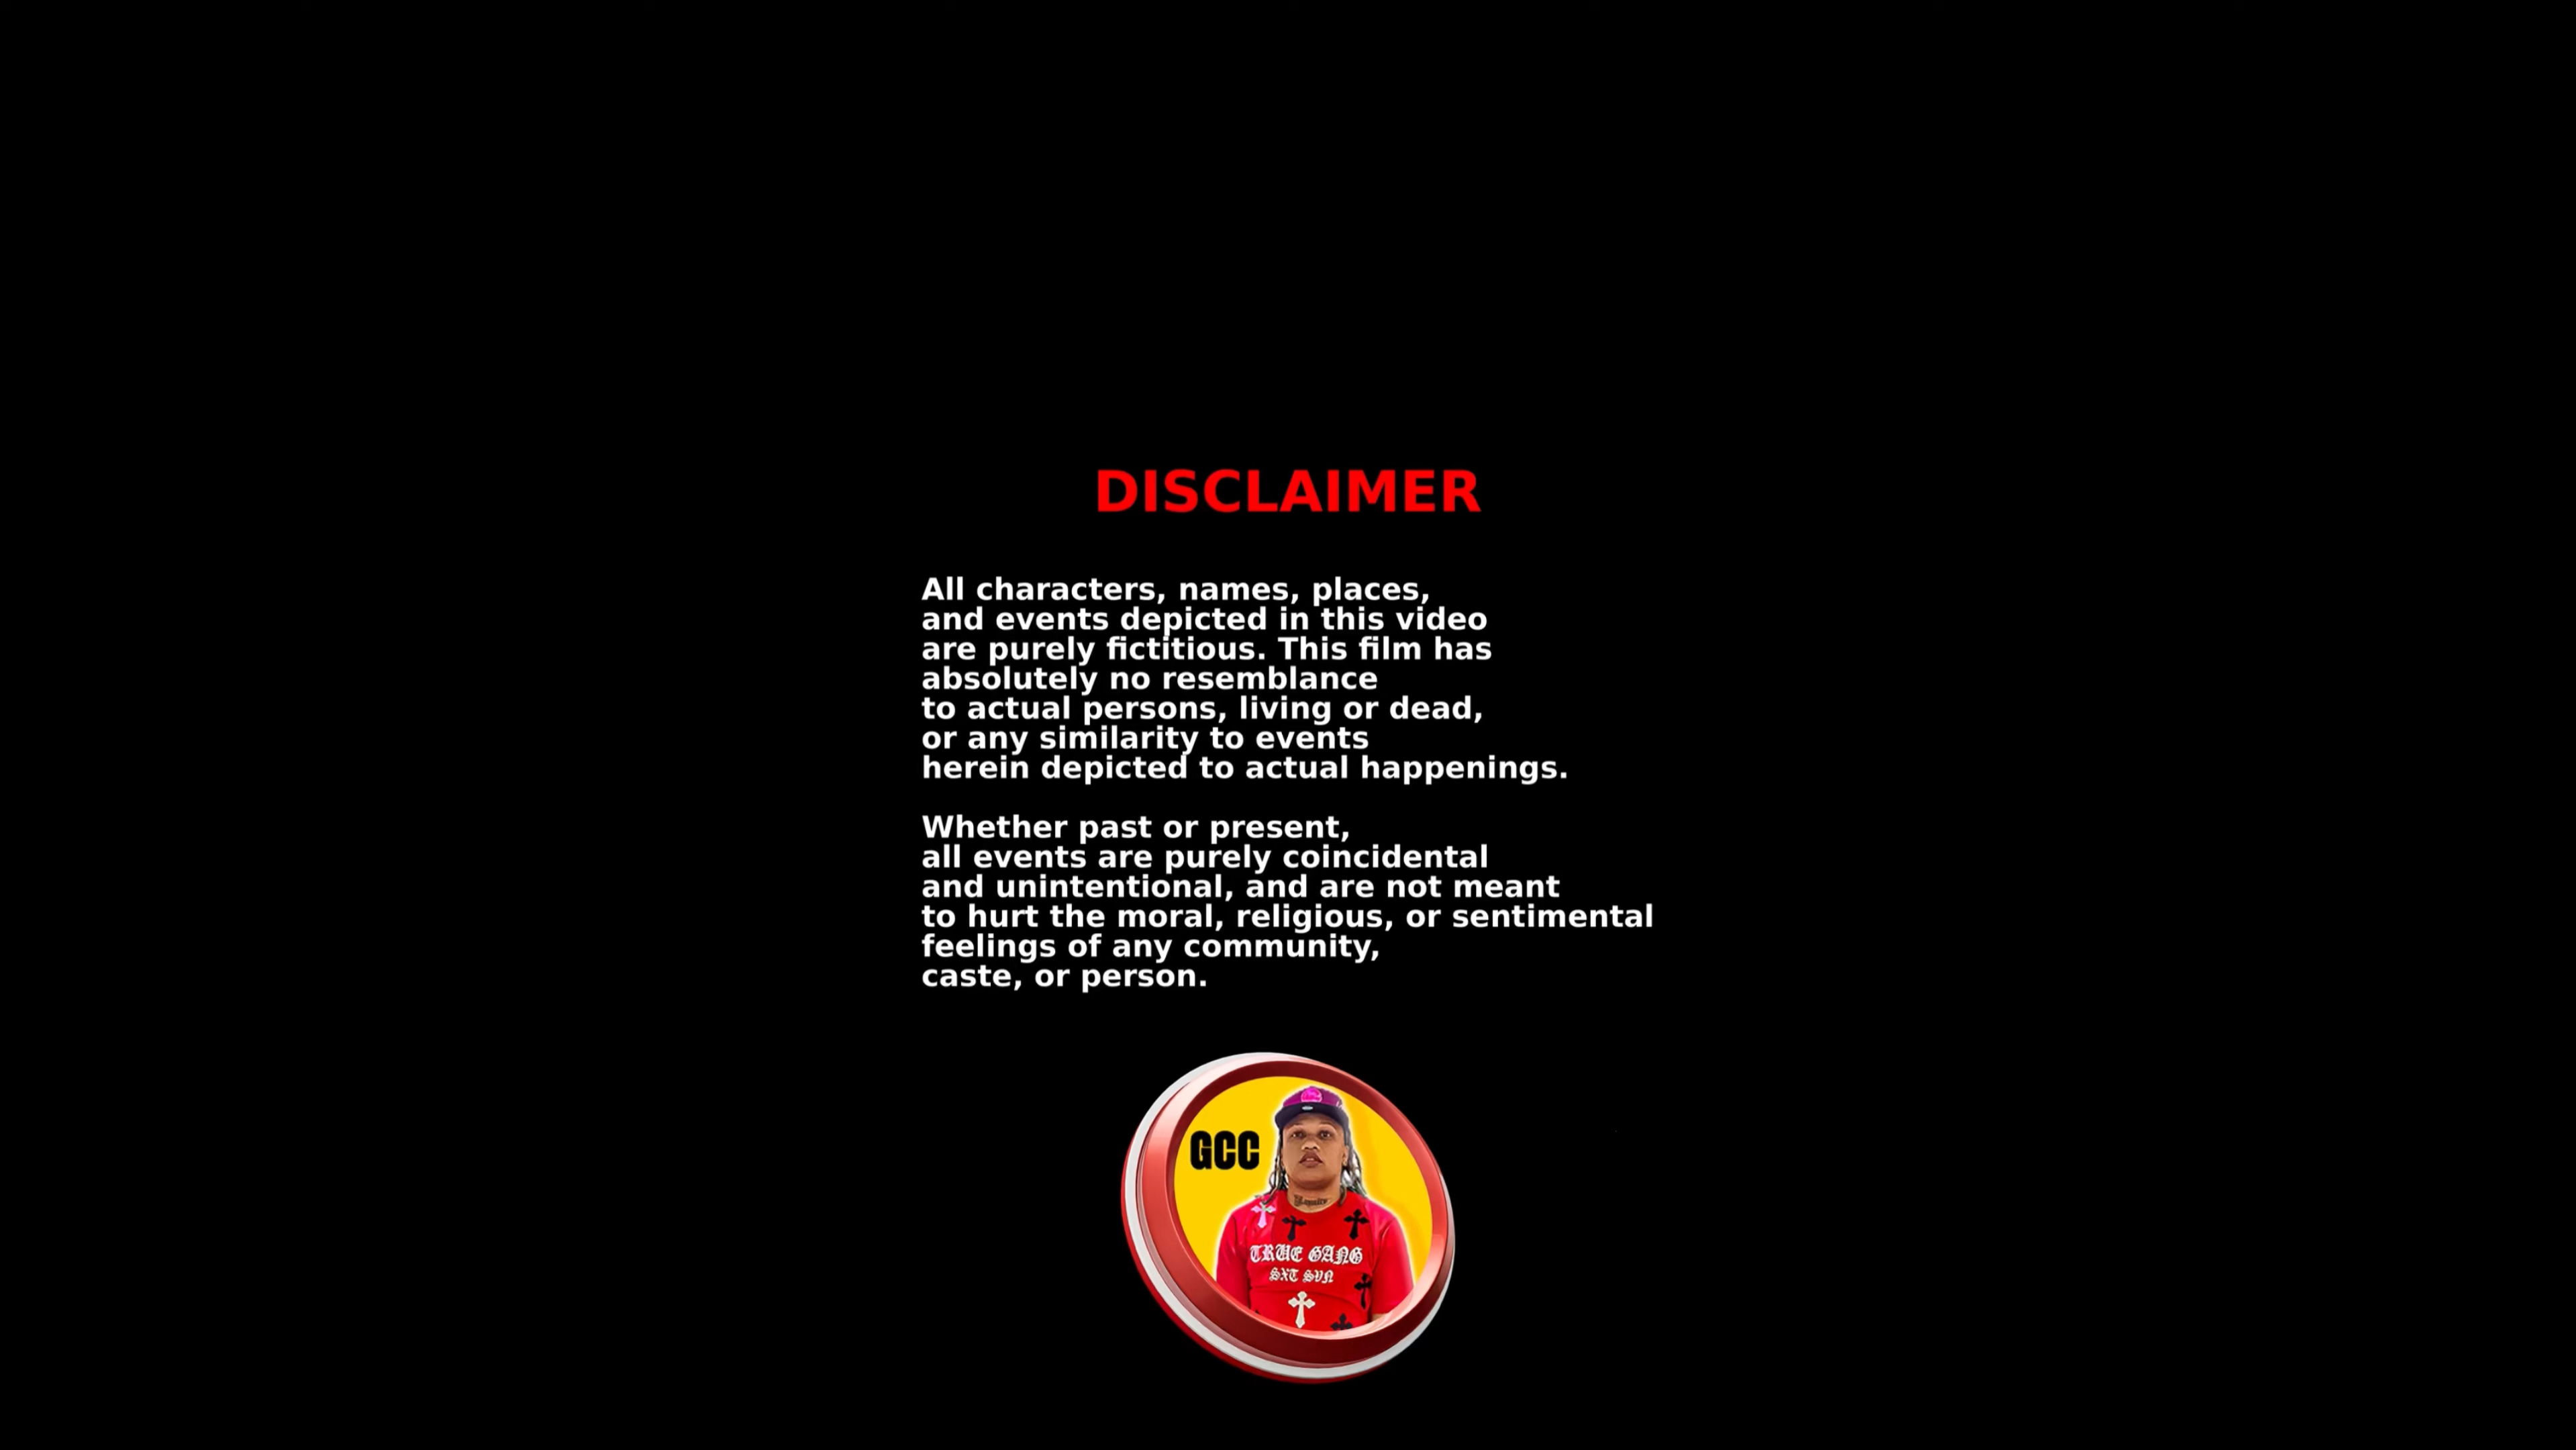 DISCLAIMER
All characters, names, places,
and events depicted in this video
are purely fictitious. This film has
absolutely no resemblance
to actual persons, living or dead,
or any similarity to events
herein depicted to actual happenings.
Whether past or present,
all events are purely coincidental
and unintentional, and are not meant
to hurt the moral, religious, or sentimental
feelings of any community,
caste, or person.
GCC
TRUE GANG
SXT SVN